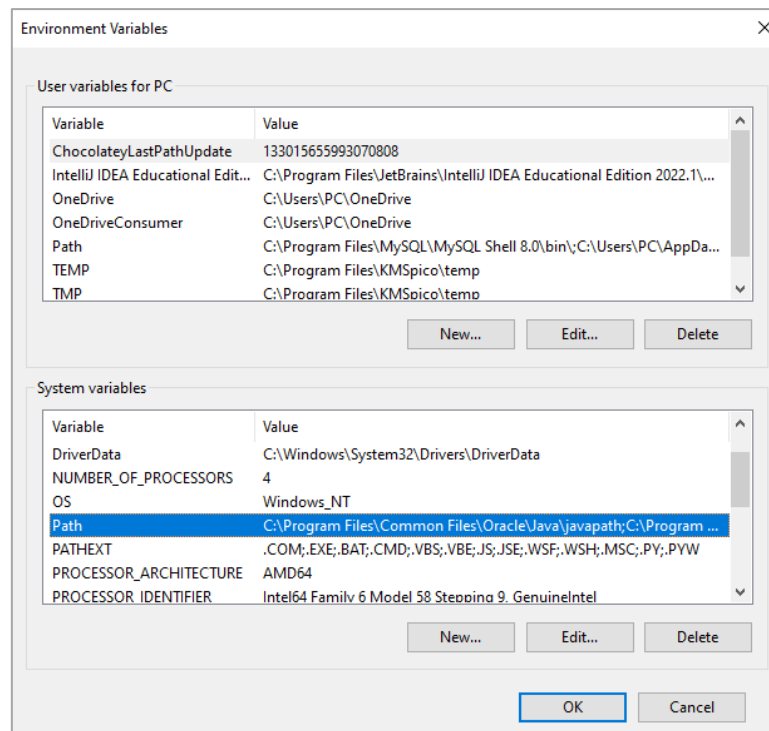 Environment Variables
User variables for PC
Variable Value
ChocolateyLastPathUpdate 133015655993070808
IntelliJ IDEA Educational Edit... C:\Program Files\JetBrains\IntelliJ IDEA Educational Edition 2022.1\...
OneDrive C:\Users\PC\OneDrive
OneDriveConsumer C:\Users\PC\OneDrive
Path C:\Program Files\MySQL\MySQL Shell 8.0\bin\;C:\Users\PC\AppDa...
TEMP C:\Program Files\KMSpico\temp
TMP C:\Program Files\KMSpico\temp
New... Edit... Delete
System variables
Variable Value
DriverData C:\Windows\System32\Drivers\DriverData
NUMBER_OF_PROCESSORS 4
OS Windows_NT
Path C:\Program Files\Common Files\Oracle\Java\javapath;C:\Program ...
PATHEXT .COM;.EXE;.BAT;.CMD;.VBS;.VBE;.JS;.JSE;.WSF;.WSH;.MSC;.PY;.PYW
PROCESSOR_ARCHITECTURE AMD64
PROCESSOR_IDENTIFIER Intel64 Family 6 Model 58 Stepping 9, GenuineIntel
New... Edit... Delete
OK Cancel